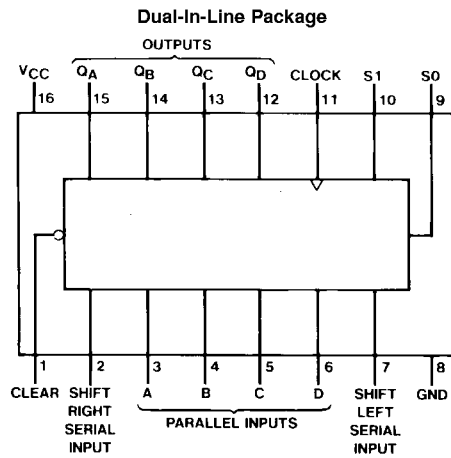 Dual-In-Line Package
OUTPUTS
VCC QA QB QC QD CLOCK S1 S0
16 15 14 13 12 11 10 9
1 2 3 4 5 6 7 8
CLEAR SHIFT A B C D SHIFT GND
RIGHT PARALLEL INPUTS LEFT
SERIAL SERIAL
INPUT INPUT